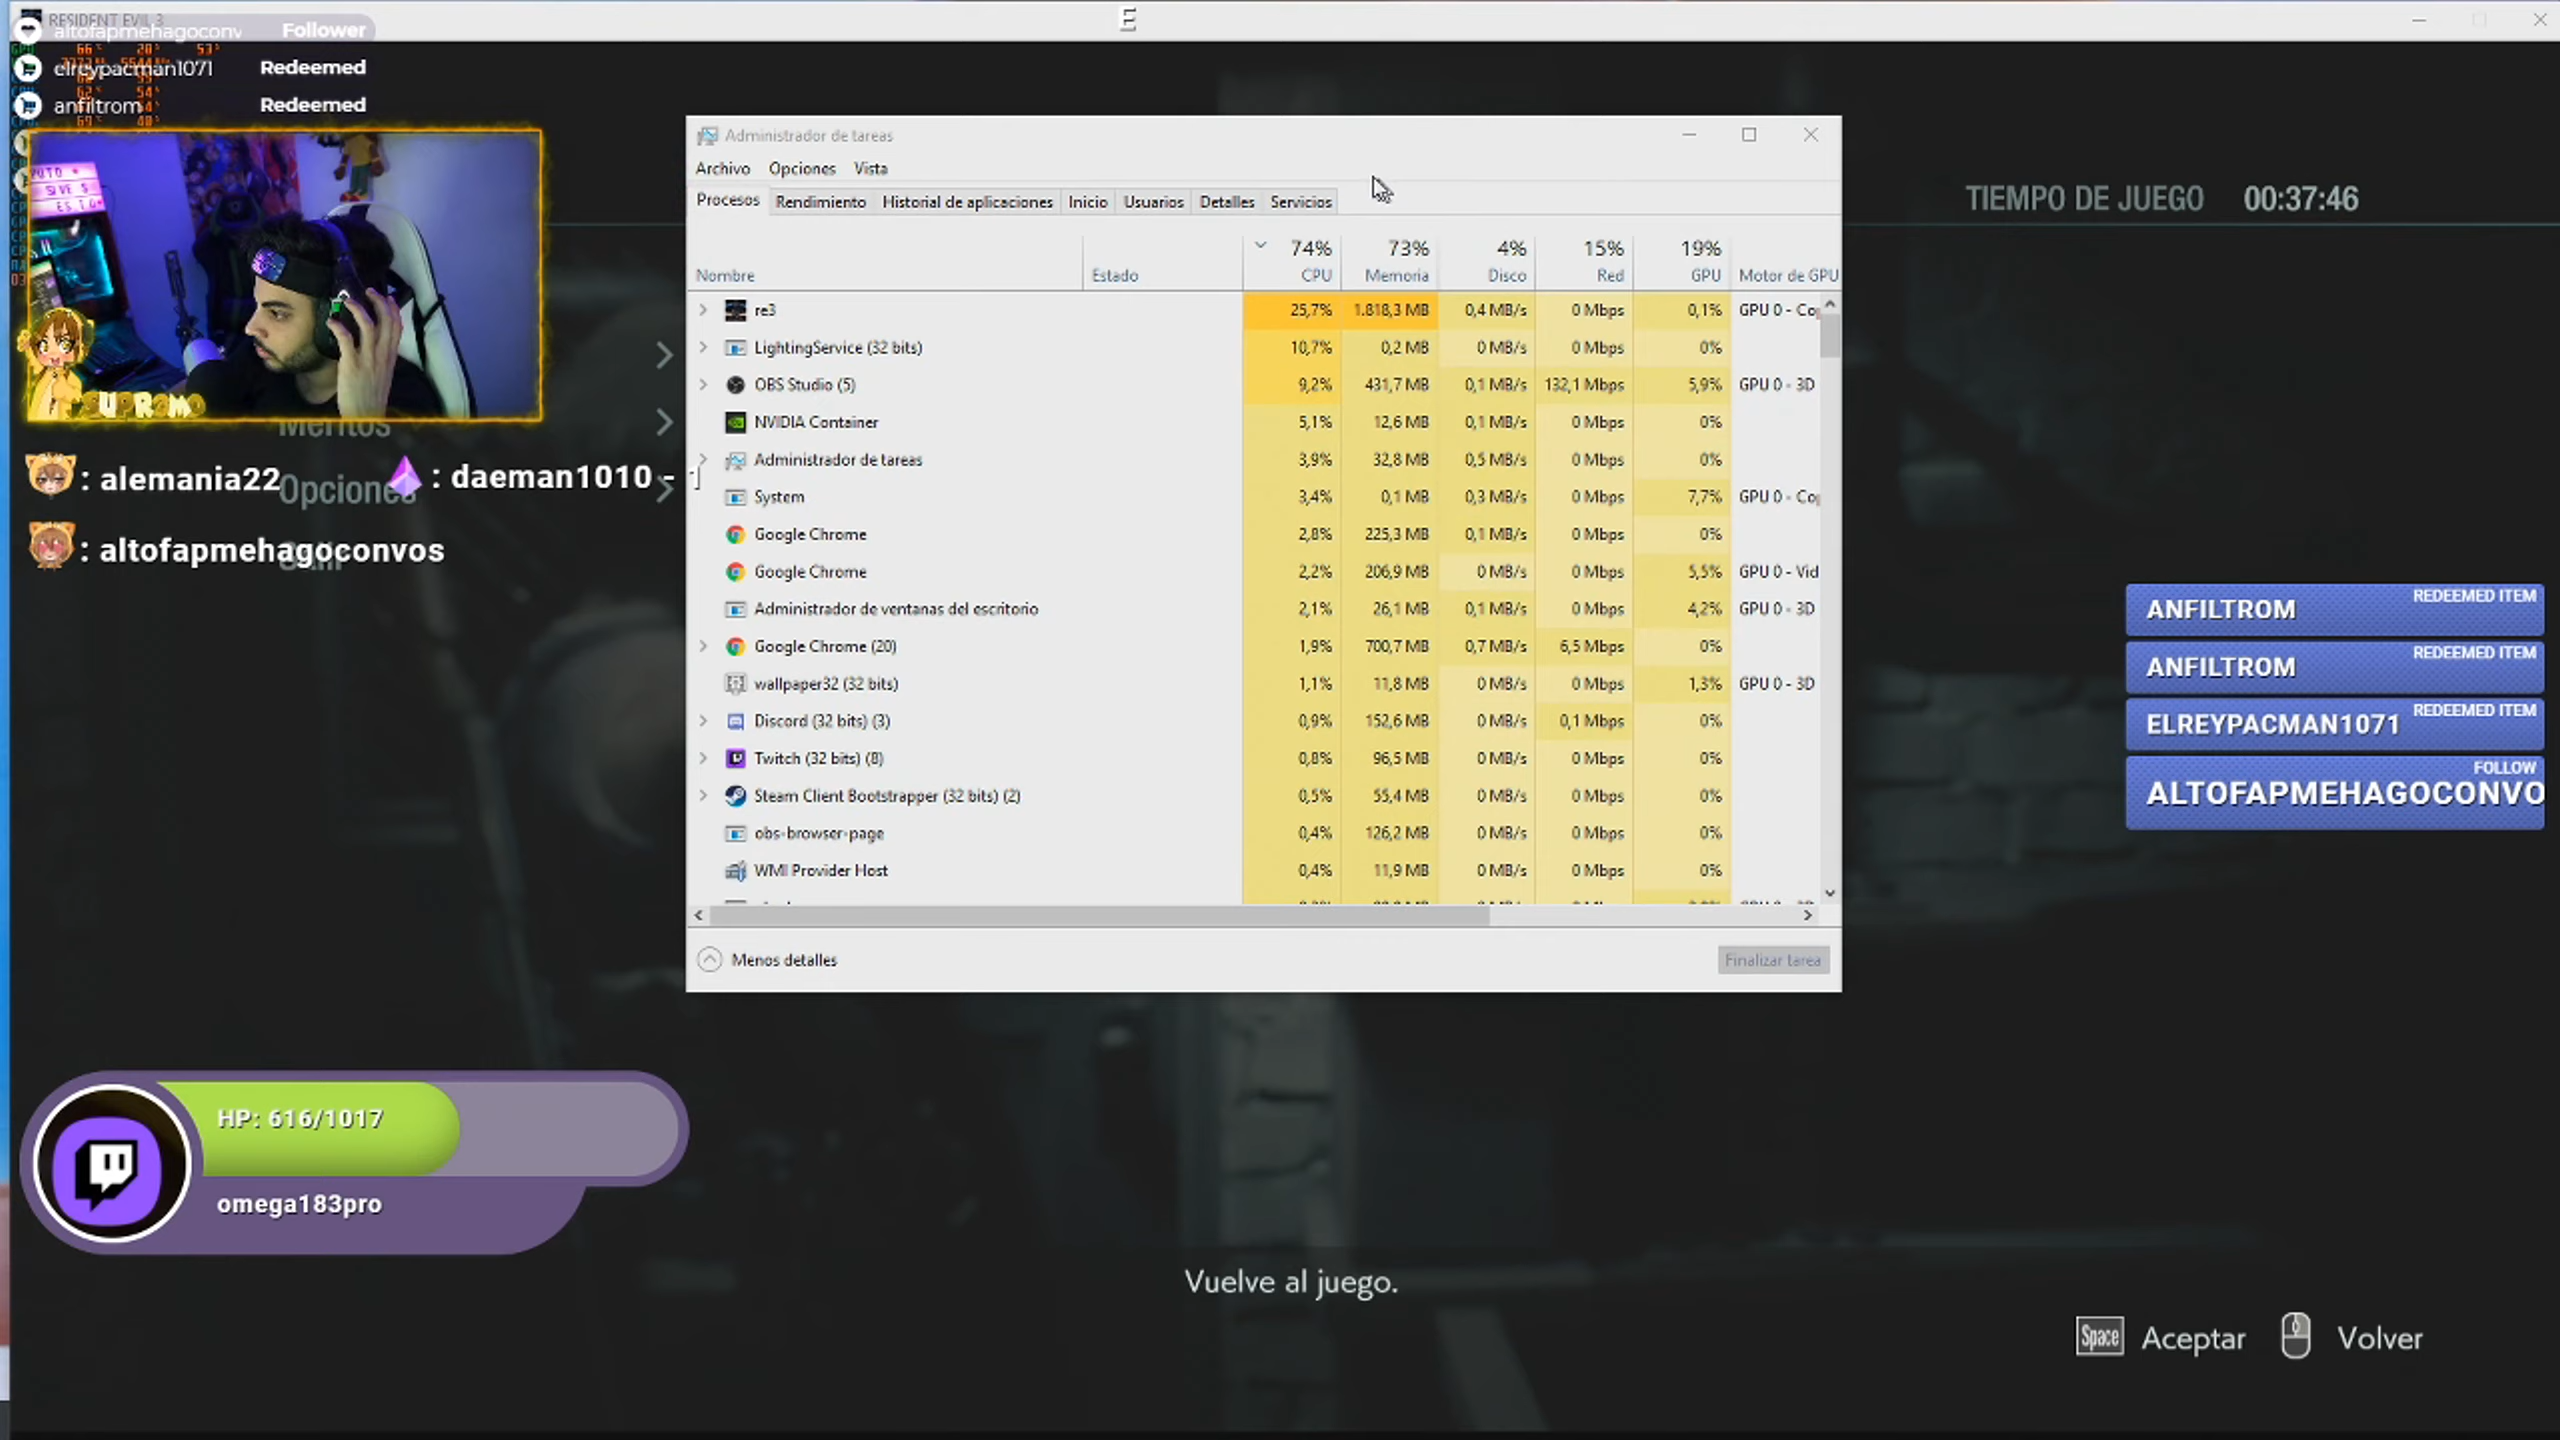 RESIDENT EVIL 3
altofapmehagoconv Follower
elreypacman1071 Redeemed
anfiltrom Redeemed
SUPREMO
Meritos
Opciones
: alemania22
: daeman1010 - 1
: altofapmehagoconvos
Administrador de tareas
Archivo Opciones Vista
Procesos Rendimiento Historial de aplicaciones Inicio Usuarios Detalles Servicios
74% 73% 4% 15% 19%
Nombre Estado CPU Memoria Disco Red GPU Motor de GPU
re3 25,7% 1.818,3 MB 0,4 MB/s 0 Mbps 0,1% GPU 0 - Co
LightingService (32 bits) 10,7% 0,2 MB 0 MB/s 0 Mbps 0%
OBS Studio (5) 9,2% 431,7 MB 0,1 MB/s 132,1 Mbps 5,9% GPU 0 - 3D
NVIDIA Container 5,1% 12,6 MB 0,1 MB/s 0 Mbps 0%
Administrador de tareas 3,9% 32,8 MB 0,5 MB/s 0 Mbps 0%
System 3,4% 0,1 MB 0,3 MB/s 0 Mbps 7,7% GPU 0 - Co
Google Chrome 2,8% 225,3 MB 0,1 MB/s 0 Mbps 0%
Google Chrome 2,2% 206,9 MB 0 MB/s 0 Mbps 5,5% GPU 0 - Vid
Administrador de ventanas del escritorio 2,1% 26,1 MB 0,1 MB/s 0 Mbps 4,2% GPU 0 - 3D
Google Chrome (20) 1,9% 700,7 MB 0,7 MB/s 6,5 Mbps 0%
wallpaper32 (32 bits) 1,1% 11,8 MB 0 MB/s 0 Mbps 1,3% GPU 0 - 3D
Discord (32 bits) (3) 0,9% 152,6 MB 0 MB/s 0,1 Mbps 0%
Twitch (32 bits) (8) 0,8% 96,5 MB 0 MB/s 0 Mbps 0%
Steam Client Bootstrapper (32 bits) (2) 0,5% 55,4 MB 0 MB/s 0 Mbps 0%
obs-browser-page 0,4% 126,2 MB 0 MB/s 0 Mbps 0%
WMI Provider Host 0,4% 11,9 MB 0 MB/s 0 Mbps 0%
Menos detalles Finalizar tarea
TIEMPO DE JUEGO 00:37:46
ANFILTROM REDEEMED ITEM
ANFILTROM REDEEMED ITEM
ELREYPACMAN1071 REDEEMED ITEM
FOLLOW
ALTOFAPMEHAGOCONVO
HP: 616/1017
omega183pro
Vuelve al juego.
Space Aceptar Volver